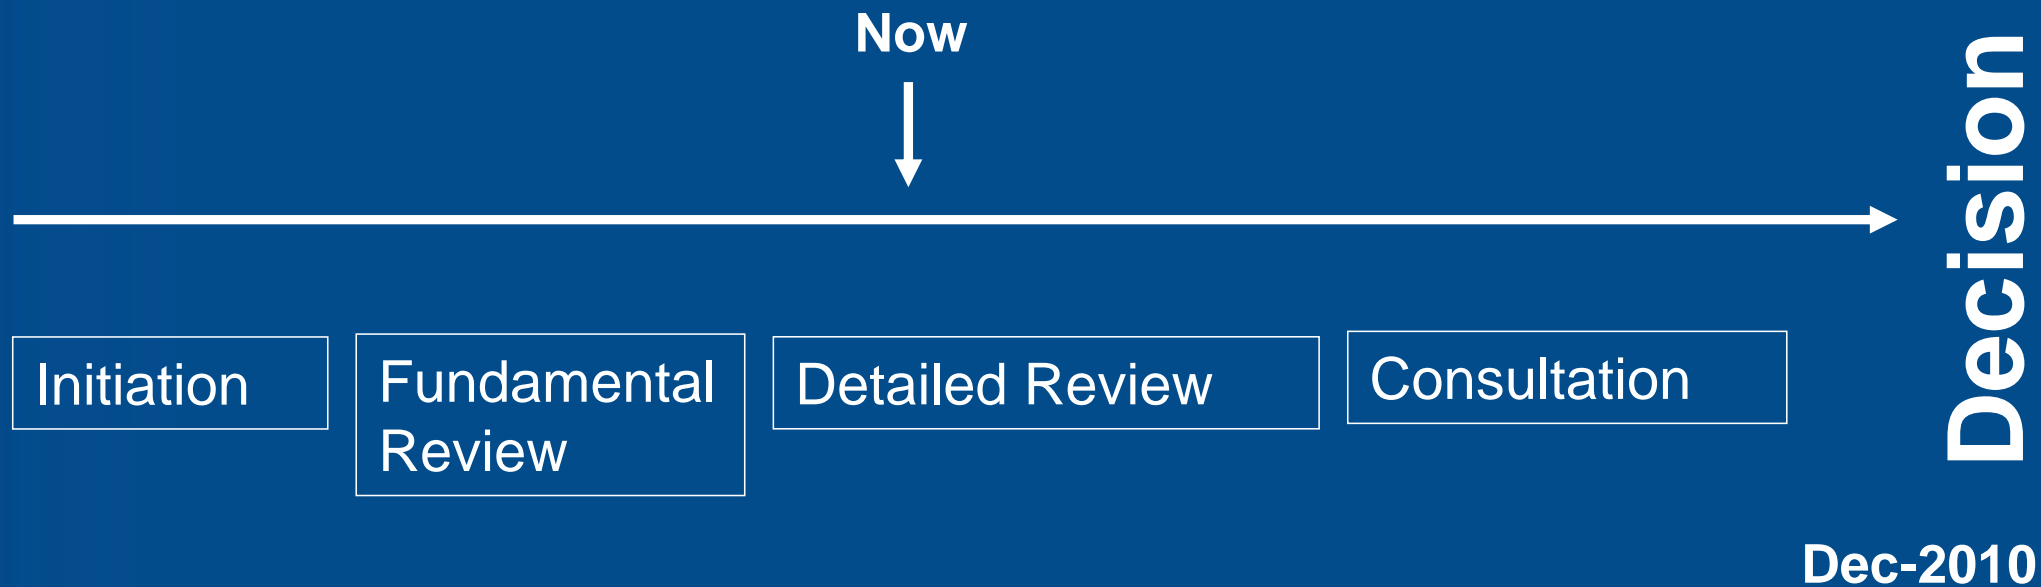 Now
Initiation
Fundamental
Review
Detailed Review
Consultation
Decision
Dec-2010